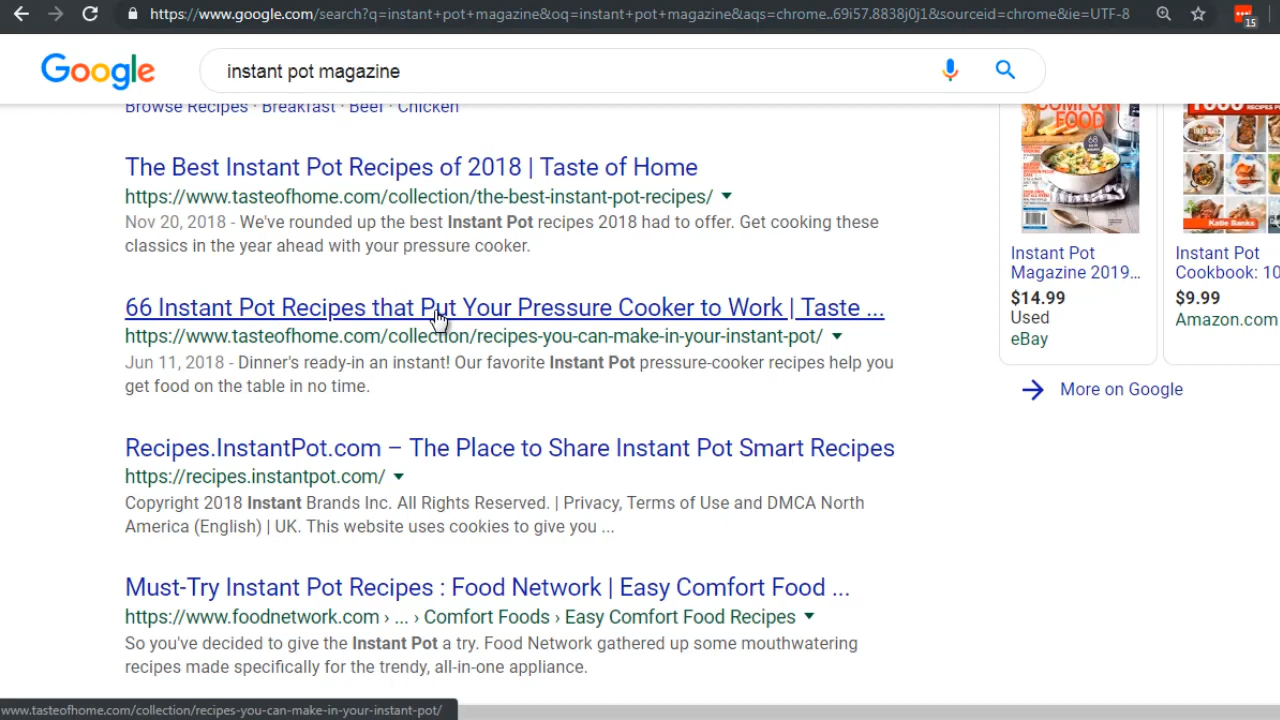 https://www.google.com/search?q=instant+pot+magazine&oq=instant+pot+magazine&aqs=chrome..69i57.8838j0j1&sourceid=chrome&ie=UTF-8
15
Google
instant pot magazine
Browse Recipes · Breakfast · Beef · Chicken
The Best Instant Pot Recipes of 2018 | Taste of Home
https://www.tasteofhome.com/collection/the-best-instant-pot-recipes/
Nov 20, 2018 - We've rounded up the best Instant Pot recipes 2018 had to offer. Get cooking these
classics in the year ahead with your pressure cooker.
66 Instant Pot Recipes that Put Your Pressure Cooker to Work | Taste ...
https://www.tasteofhome.com/collection/recipes-you-can-make-in-your-instant-pot/
Jun 11, 2018 - Dinner's ready-in an instant! Our favorite Instant Pot pressure-cooker recipes help you
get food on the table in no time.
Recipes.InstantPot.com – The Place to Share Instant Pot Smart Recipes
https://recipes.instantpot.com/
Copyright 2018 Instant Brands Inc. All Rights Reserved. | Privacy, Terms of Use and DMCA North
America (English) | UK. This website uses cookies to give you ...
Must-Try Instant Pot Recipes : Food Network | Easy Comfort Food ...
https://www.foodnetwork.com › ... › Comfort Foods › Easy Comfort Food Recipes
So you've decided to give the Instant Pot a try. Food Network gathered up some mouthwatering
recipes made specifically for the trendy, all-in-one appliance.
COMFORT
FOOD
68
Instant Pot
Magazine 2019...
$14.99
Used
eBay
1000
Katie Banks
Instant Pot
Cookbook: 10
$9.99
Amazon.com
More on Google
www.tasteofhome.com/collection/recipes-you-can-make-in-your-instant-pot/